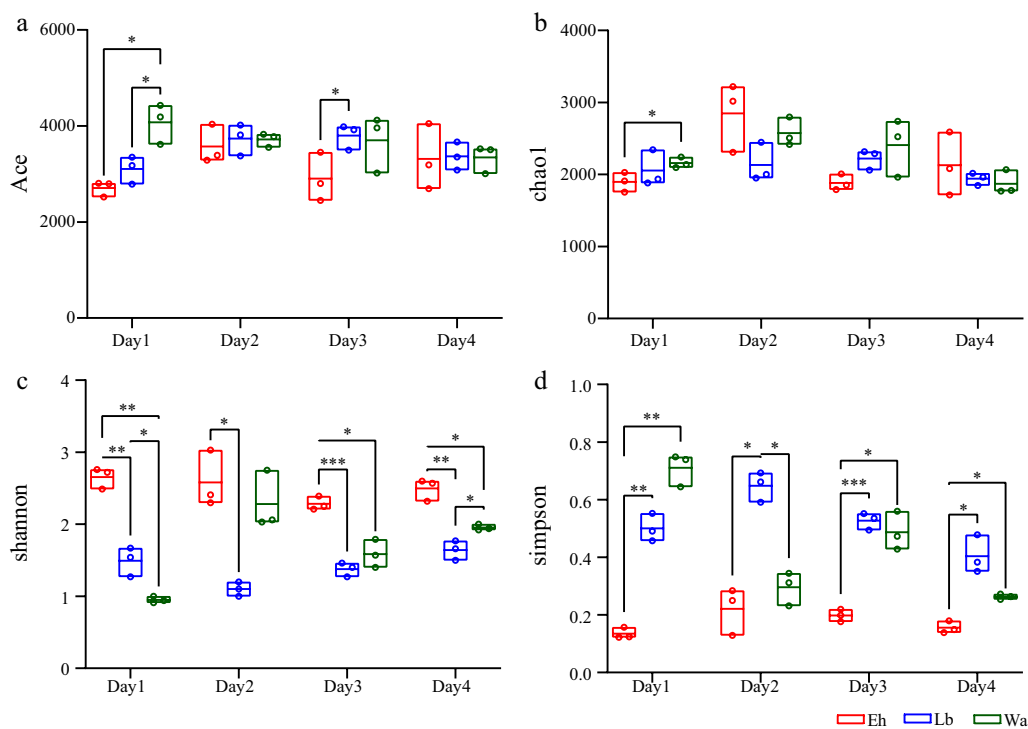 a
6000
4000
2000
0
Ace
* * *
Day1 Day2 Day3 Day4
b
4000
3000
2000
1000
0
chao1
*
Day1 Day2 Day3 Day4
c
4
3
2
1
0
shannon
** ** * * * *** * ** *
Day1 Day2 Day3 Day4
d
1.0
0.8
0.6
0.4
0.2
0.0
simpson
** ** * * * *** * *
Day1 Day2 Day3 Day4
Eh Lb Wa